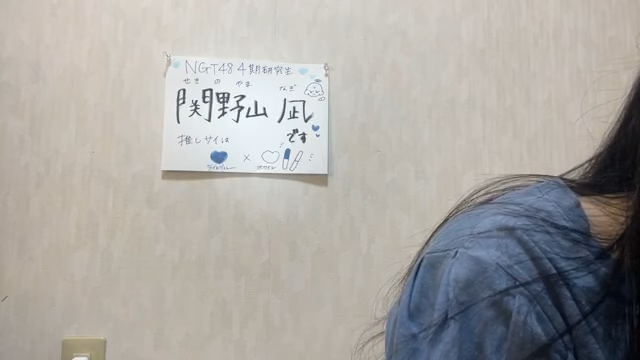 NGT48 4期研究生
せき の やま なぎ
関野山 凪
です
推しサイは
×